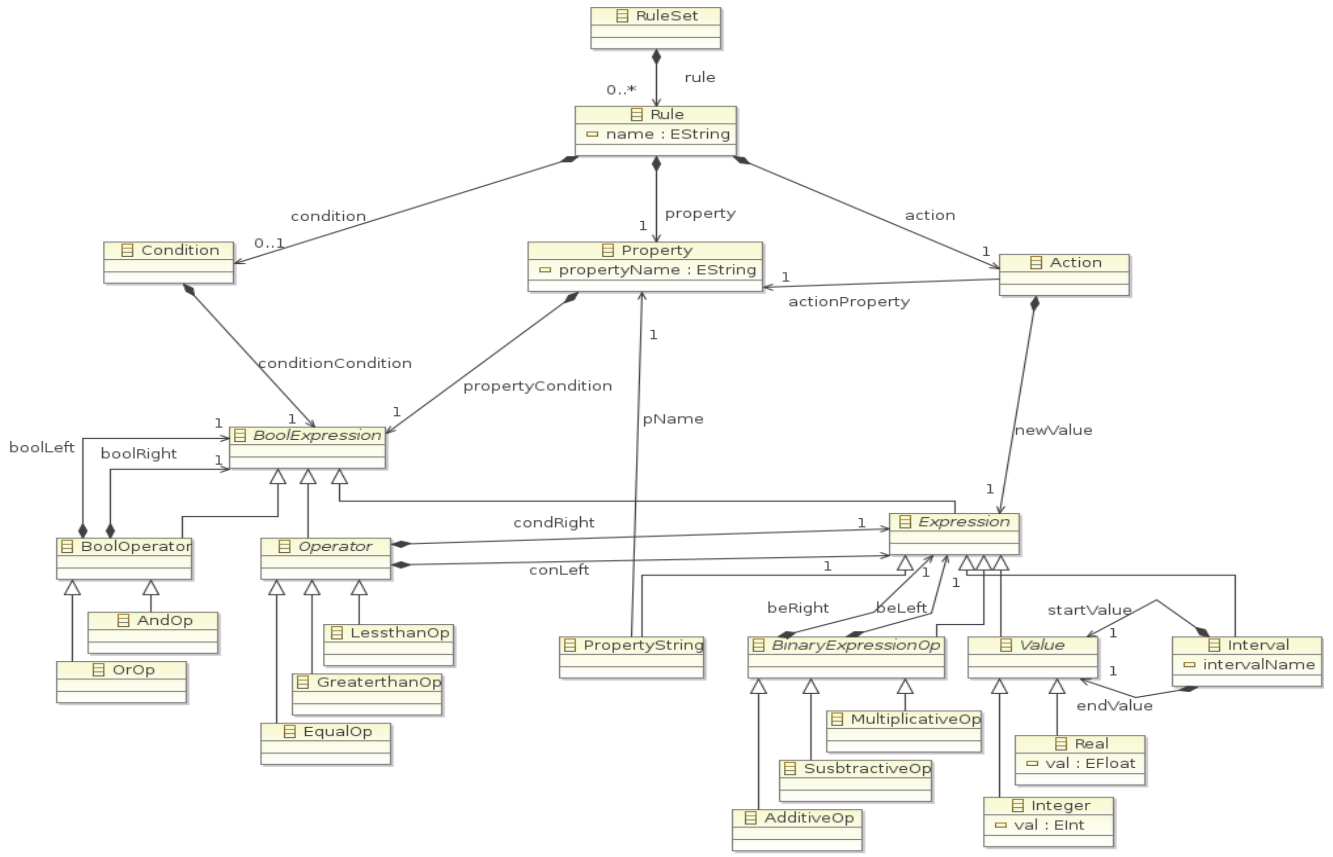 RuleSet
rule
0..*
Rule
name : EString
condition
property
action
0..1
1
1
Condition
Property
propertyName : EString
Action
1
actionProperty
1
conditionCondition
propertyCondition
pName
newValue
1
1
1
boolLeft
boolRight
1
BoolExpression
1
Expression
condRight
1
conLeft
1
1
1
BoolOperator
Operator
AndOp
OrOp
LessthanOp
GreaterthanOp
EqualOp
PropertyString
beRight
beLeft
BinaryExpressionOp
Value
startValue
1
1
endValue
Interval
intervalName
MultiplicativeOp
SusbtractiveOp
AdditiveOp
Real
val : EFloat
Integer
val : EInt